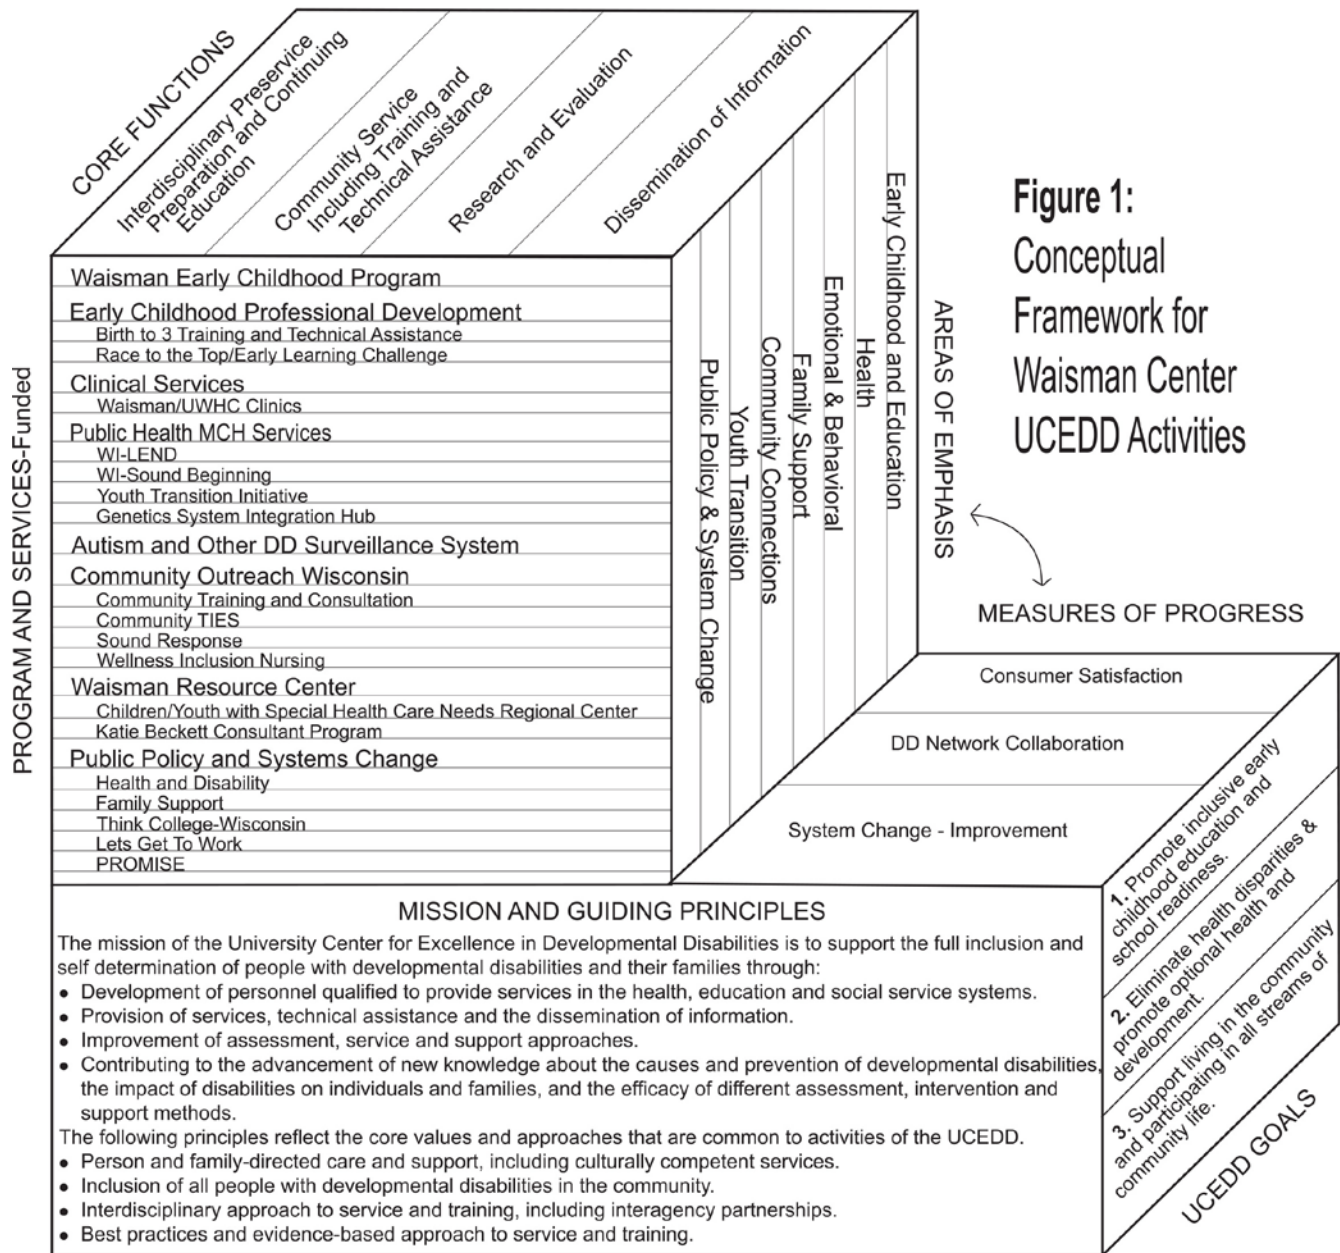 CORE FUNCTIONS
Interdisciplinary Preservice
Preparation and Continuing
Education
Community Service
Including Training and
Technical Assistance
Research and Evaluation
Dissemination of Information
Figure 1:
Conceptual
Framework for
Waisman Center
UCEDD Activities
PROGRAM AND SERVICES-Funded
Waisman Early Childhood Program
Early Childhood Professional Development
Birth to 3 Training and Technical Assistance
Race to the Top/Early Learning Challenge
Clinical Services
Waisman/UWHC Clinics
Public Health MCH Services
WI-LEND
WI-Sound Beginning
Youth Transition Initiative
Genetics System Integration Hub
Autism and Other DD Surveillance System
Community Outreach Wisconsin
Community Training and Consultation
Community TIES
Sound Response
Wellness Inclusion Nursing
Waisman Resource Center
Children/Youth with Special Health Care Needs Regional Center
Katie Beckett Consultant Program
Public Policy and Systems Change
Health and Disability
Family Support
Think College-Wisconsin
Lets Get To Work
PROMISE
Public Policy & System Change
Youth Transition
Community Connections
Family Support
Emotional & Behavioral
Health
Early Childhood and Education
AREAS OF EMPHASIS
MEASURES OF PROGRESS
Consumer Satisfaction
DD Network Collaboration
System Change - Improvement
MISSION AND GUIDING PRINCIPLES
The mission of the University Center for Excellence in Developmental Disabilities is to support the full inclusion and
self determination of people with developmental disabilities and their families through:
• Development of personnel qualified to provide services in the health, education and social service systems.
• Provision of services, technical assistance and the dissemination of information.
• Improvement of assessment, service and support approaches.
• Contributing to the advancement of new knowledge about the causes and prevention of developmental disabilities,
the impact of disabilities on individuals and families, and the efficacy of different assessment, intervention and
support methods.
The following principles reflect the core values and approaches that are common to activities of the UCEDD.
• Person and family-directed care and support, including culturally competent services.
• Inclusion of all people with developmental disabilities in the community.
• Interdisciplinary approach to service and training, including interagency partnerships.
• Best practices and evidence-based approach to service and training.
1. Promote inclusive early
childhood education and
school readiness.
2. Eliminate health disparities &
promote optional health and
development.
3. Support living in the community
and participating in all streams of
community life.
UCEDD GOALS